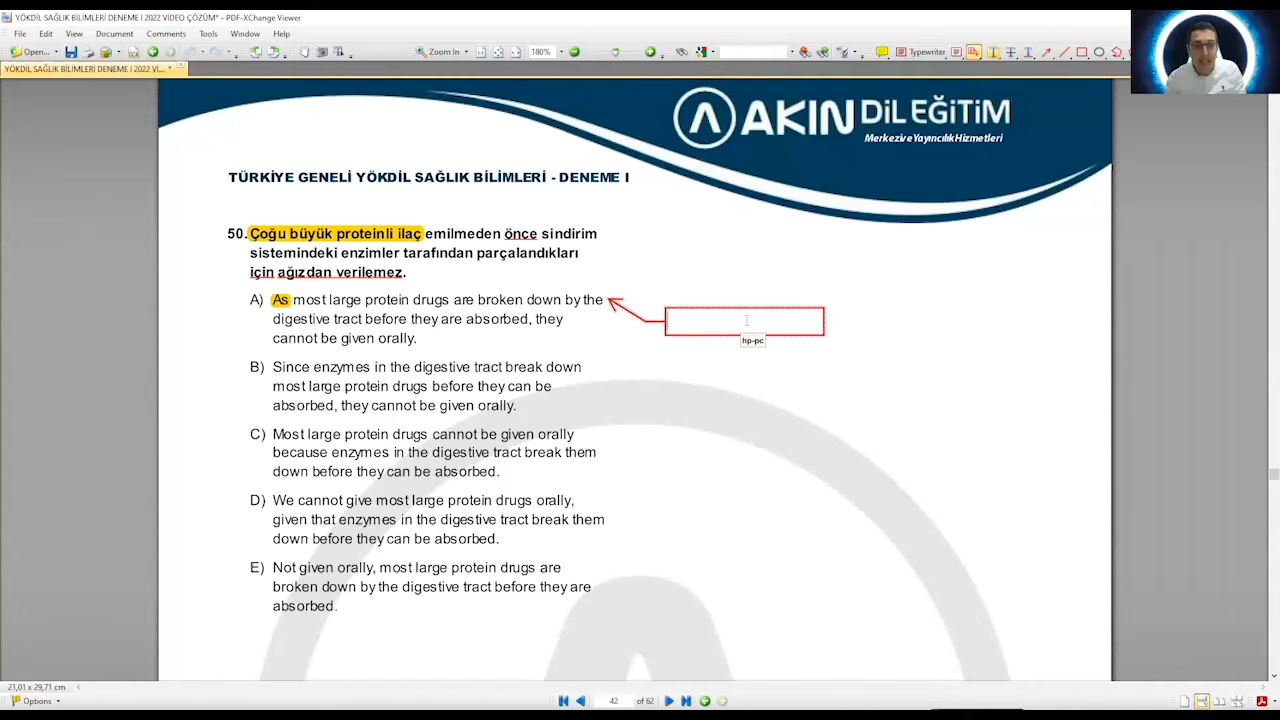 YÖKDİL SAĞLIK BİLİMLERİ DENEME I 2022 VİDEO ÇÖZÜM* - PDF-XChange Viewer
File Edit View Document Comments Tools Window Help
Open... Zoom In 180% Typewriter
YÖKDİL SAĞLIK BİLİMLERİ DENEME I 2022 Vİ... *
AKIN DİL EĞİTİM
Merkezi ve Yayıncılık Hizmetleri
TÜRKİYE GENELİ YÖKDİL SAĞLIK BİLİMLERİ - DENEME I
50. Çoğu büyük proteinli ilaç emilmeden önce sindirim
sistemindeki enzimler tarafından parçalandıkları
için ağızdan verilemez.
A) As most large protein drugs are broken down by the
digestive tract before they are absorbed, they
cannot be given orally.
hp-pc
B) Since enzymes in the digestive tract break down
most large protein drugs before they can be
absorbed, they cannot be given orally.
C) Most large protein drugs cannot be given orally
because enzymes in the digestive tract break them
down before they can be absorbed.
D) We cannot give most large protein drugs orally,
given that enzymes in the digestive tract break them
down before they can be absorbed.
E) Not given orally, most large protein drugs are
broken down by the digestive tract before they are
absorbed.
21,01 x 29,71 cm
Options 42 of 62